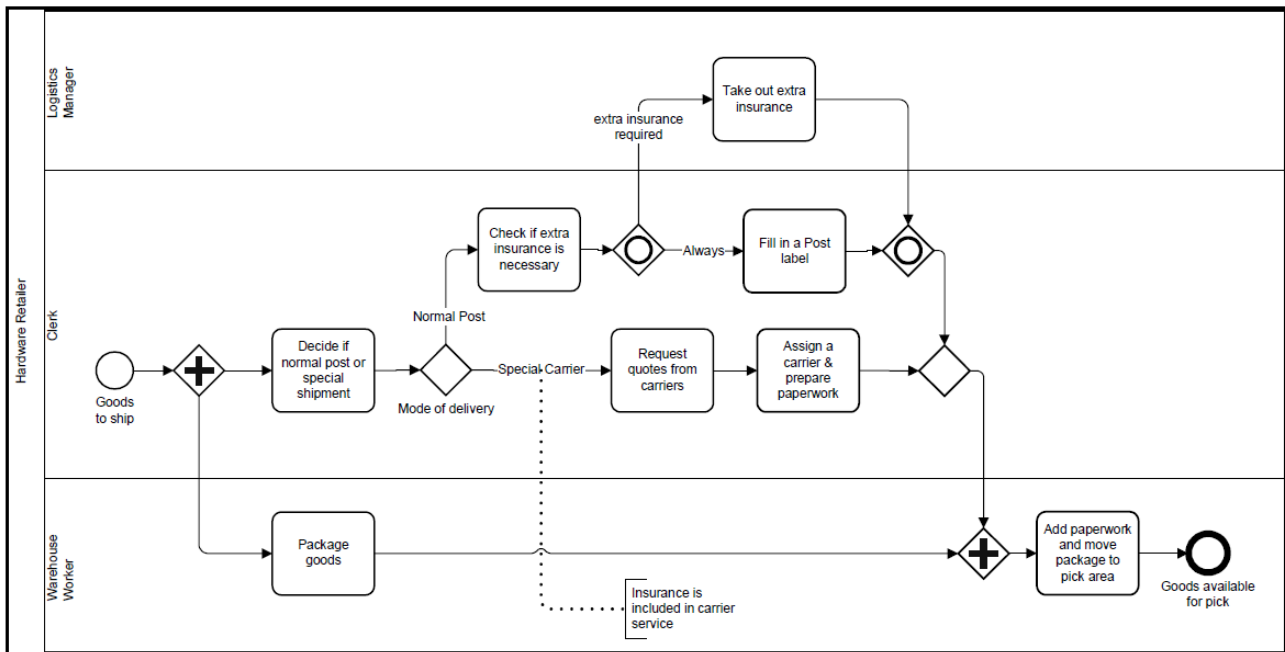 Hardware Retailer
Logistics
Manager
Take out extra
insurance
extra insurance
required
Clerk
Check if extra
insurance is
necessary
Always
Fill in a Post
label
Normal Post
Goods
to ship
Decide if
normal post or
special
shipment
Mode of delivery
Special Carrier
Request
quotes from
carriers
Assign a
carrier &
prepare
paperwork
Warehouse
Worker
Package
goods
Insurance is
included in carrier
service
Add paperwork
and move
package to
pick area
Goods available
for pick